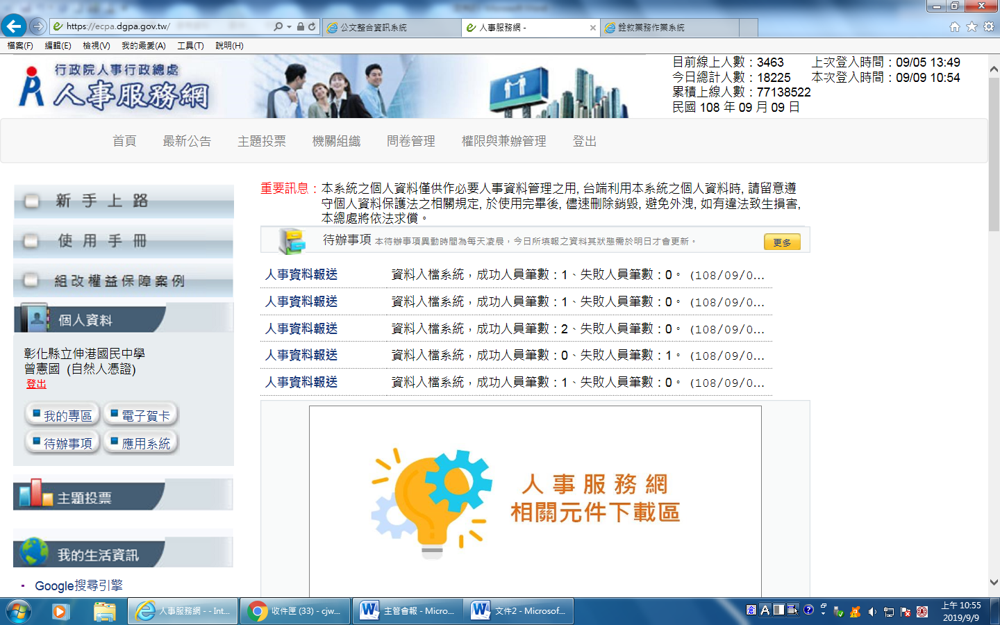 https://ecpa.dgpa.gov.tw/
公文整合資訊系統
人事服務網 -
銓敘業務作業系統
檔案(F) 編輯(E) 檢視(V) 我的最愛(A) 工具(T) 說明(H)
行政院人事行政總處
人事服務網
目前線上人數：3463 上次登入時間：09/05 13:49
今日總計人數：18225 本次登入時間：09/09 10:54
累積上線人數：77138522
民國 108 年 09 月 09 日
首頁 最新公告 主題投票 機關組織 問卷管理 權限與兼辦管理 登出
新手上路
使用手冊
組改權益保障案例
個人資料
彰化縣立伸港國民中學
曾憲國 (自然人憑證)
登出
我的專區 電子賀卡
待辦事項 應用系統
主題投票
我的生活資訊
Google搜尋引擎
重要訊息：本系統之個人資料僅供作必要人事資料管理之用, 台端利用本系統之個人資料時, 請留意遵
守個人資料保護法之相關規定, 於使用完畢後, 儘速刪除銷毀, 避免外洩, 如有違法致生損害,
本總處將依法求償。
待辦事項 本待辦事項異動時間為每天凌晨，今日所填報之資料其狀態需於明日才會更新。 更多
人事資料報送 資料入檔系統，成功人員筆數：1、失敗人員筆數：0。 (108/09/0...
人事資料報送 資料入檔系統，成功人員筆數：1、失敗人員筆數：0。 (108/09/0...
人事資料報送 資料入檔系統，成功人員筆數：2、失敗人員筆數：0。 (108/09/0...
人事資料報送 資料入檔系統，成功人員筆數：0、失敗人員筆數：1。 (108/09/0...
人事資料報送 資料入檔系統，成功人員筆數：1、失敗人員筆數：0。 (108/09/0...
人事服務網
相關元件下載區
人事服務網 - - Int...
收件匣 (33) - cjw...
主管會報 - Micro...
文件2 - Microsof...
A
上午 10:55
2019/9/9